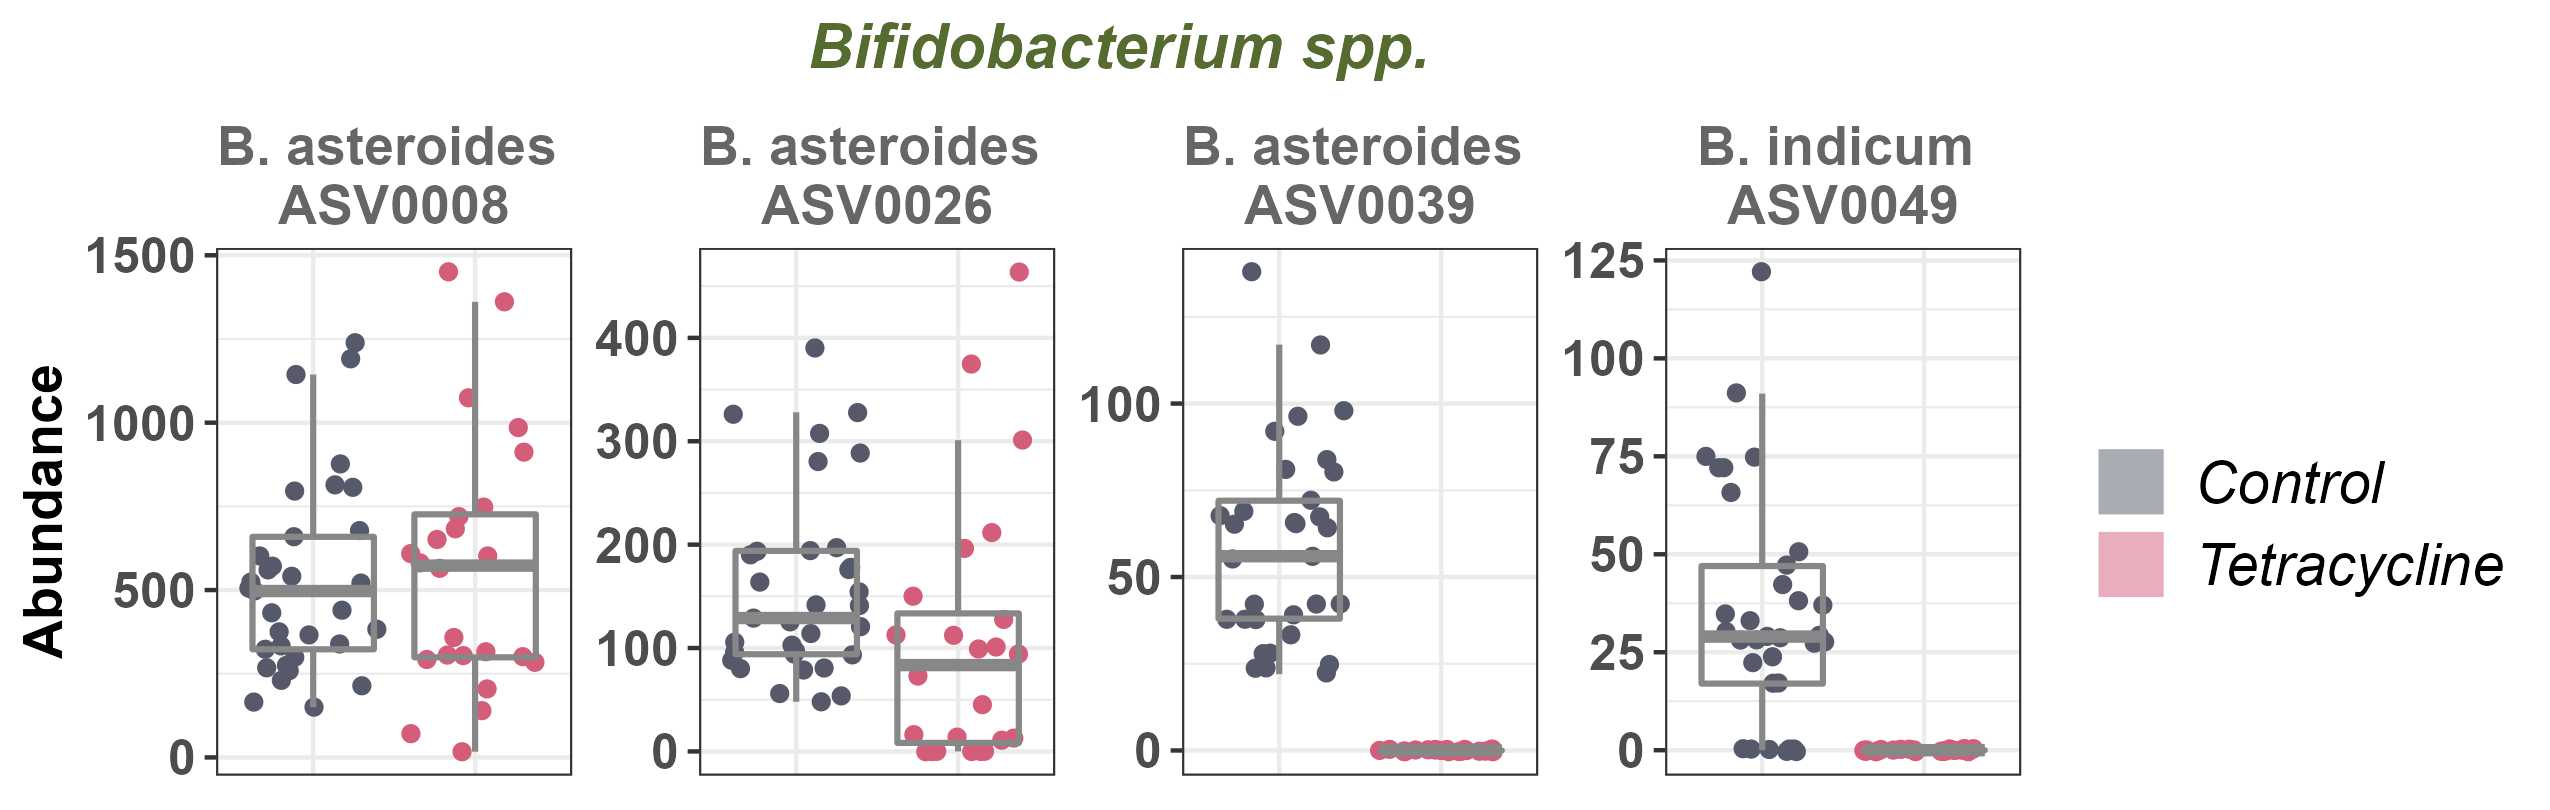 Bifidobacterium spp.
B. asteroides
ASV0008
B. asteroides
ASV0026
B. asteroides
ASV0039
B. indicum
ASV0049
Abundance
1500
1000
500
0
400
300
200
100
0
100
50
0
125
100
75
50
25
0
Control
Tetracycline